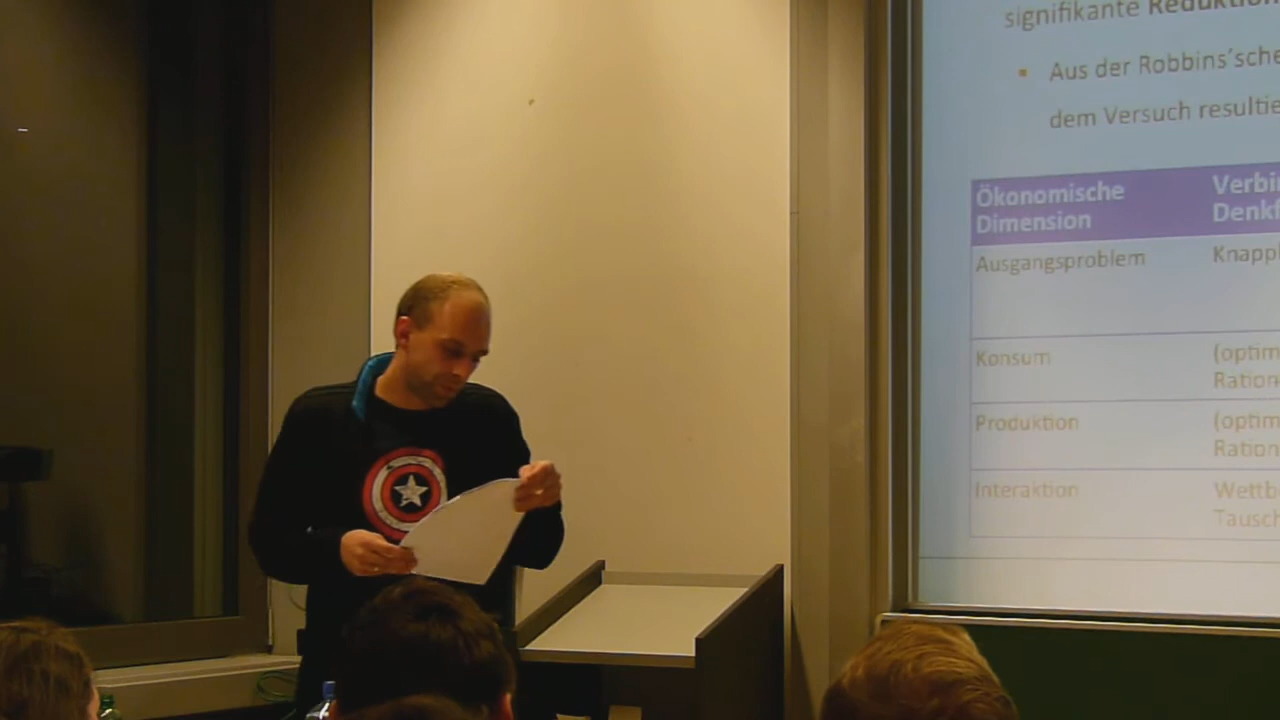 signifikante Reduktion
Aus der Robbins´sche
dem Versuch resultie
Ökonomische
Dimension
Verbin
Denkf
Ausgangsproblem
Knapp
Konsum
(optim
Ration
Produktion
(optim
Ration
Interaktion
Wettb
Tausch